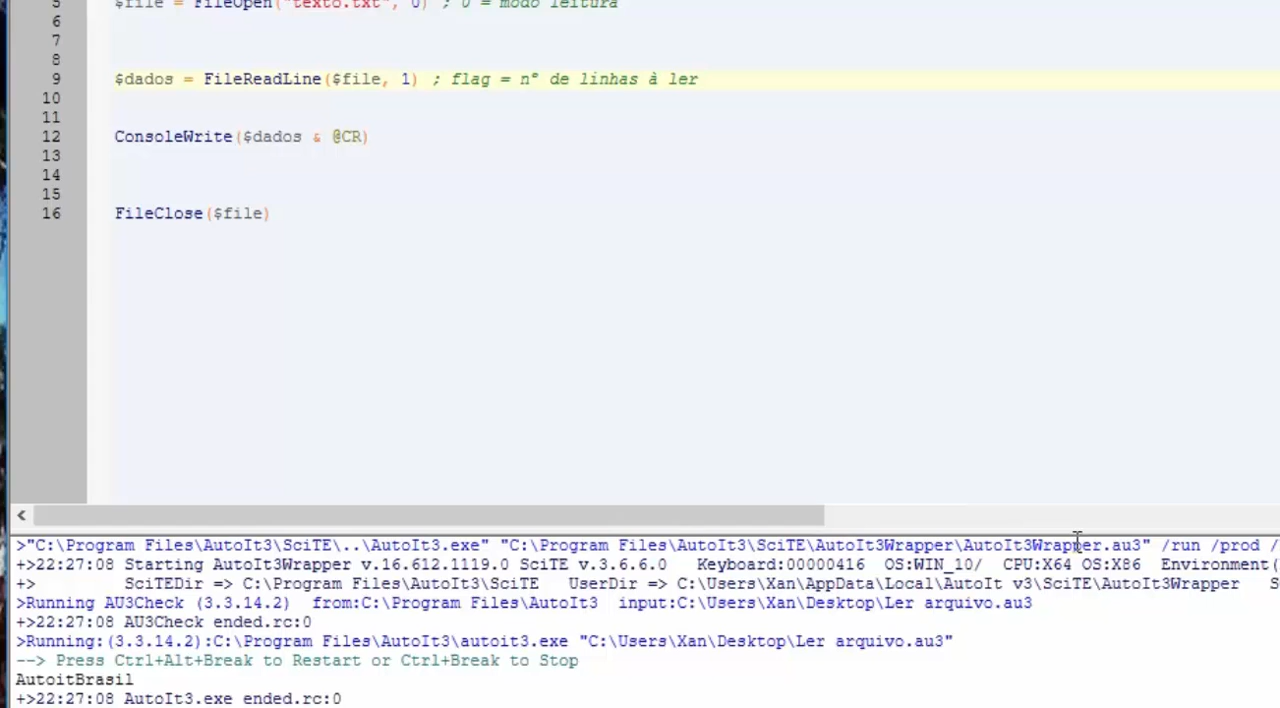 5 $file = FileOpen("texto.txt", 0) ; 0 = modo leitura
6
7
8
9 $dados = FileReadLine($file, 1) ; flag = n° de linhas à ler
10
11
12 ConsoleWrite($dados & @CR)
13
14
15
16 FileClose($file)
>"C:\Program Files\AutoIt3\SciTE\..\AutoIt3.exe" "C:\Program Files\AutoIt3\SciTE\AutoIt3Wrapper\AutoIt3Wrapper.au3" /run /prod /
+>22:27:08 Starting AutoIt3Wrapper v.16.612.1119.0 SciTE v.3.6.6.0 Keyboard:00000416 OS:WIN_10/ CPU:X64 OS:X86 Environment(
+> SciTEDir => C:\Program Files\AutoIt3\SciTE UserDir => C:\Users\Xan\AppData\Local\AutoIt v3\SciTE\AutoIt3Wrapper S
>Running AU3Check (3.3.14.2) from:C:\Program Files\AutoIt3 input:C:\Users\Xan\Desktop\Ler arquivo.au3
+>22:27:08 AU3Check ended.rc:0
>Running:(3.3.14.2):C:\Program Files\AutoIt3\autoit3.exe "C:\Users\Xan\Desktop\Ler arquivo.au3"
--> Press Ctrl+Alt+Break to Restart or Ctrl+Break to Stop
AutoitBrasil
+>22:27:08 AutoIt3.exe ended.rc:0